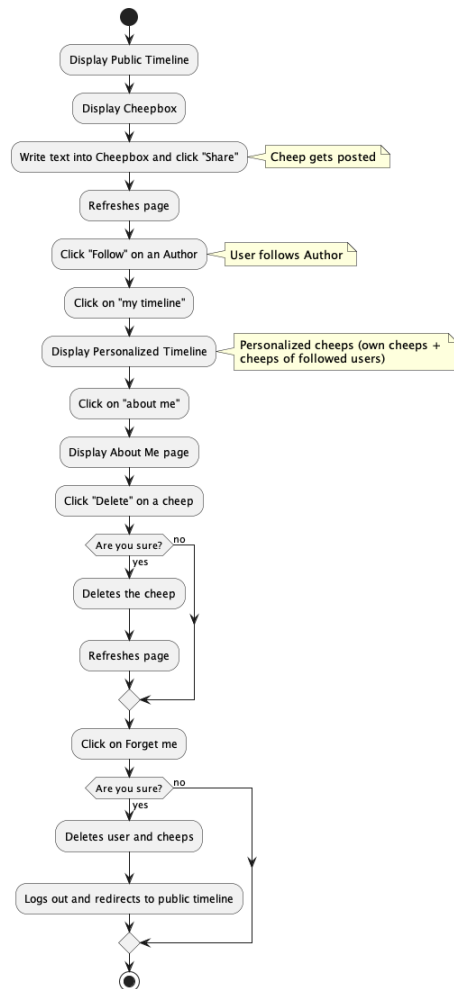 Display Public Timeline
Display Cheepbox
Write text into Cheepbox and click "Share"
Cheep gets posted
Refreshes page
Click "Follow" on an Author
User follows Author
Click on "my timeline"
Display Personalized Timeline
Personalized cheeps (own cheeps +
cheeps of followed users)
Click on "about me"
Display About Me page
Click "Delete" on a cheep
Are you sure?
no
yes
Deletes the cheep
Refreshes page
Click on Forget me
Are you sure?
no
yes
Deletes user and cheeps
Logs out and redirects to public timeline